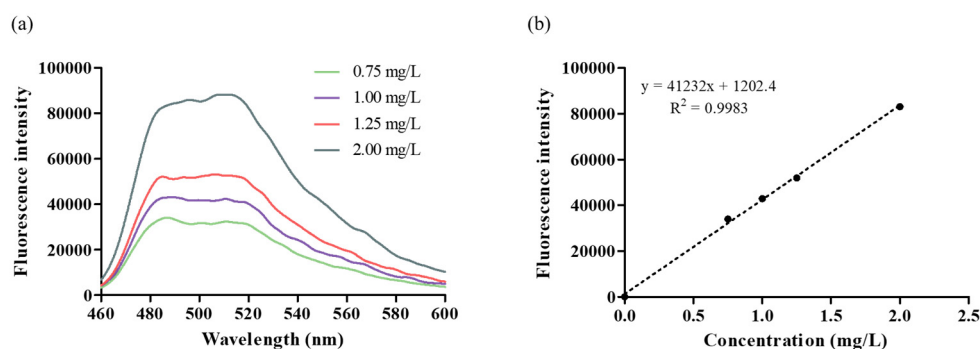 (a)
Fluorescence intensity
100000
80000
60000
40000
20000
0
0.75 mg/L
1.00 mg/L
1.25 mg/L
2.00 mg/L
460
480
500
520
540
560
580
600
Wavelength (nm)
(b)
Fluorescence intensity
100000
80000
60000
40000
20000
0
y = 41232x + 1202.4
R² = 0.9983
0.0
0.5
1.0
1.5
2.0
2.5
Concentration (mg/L)